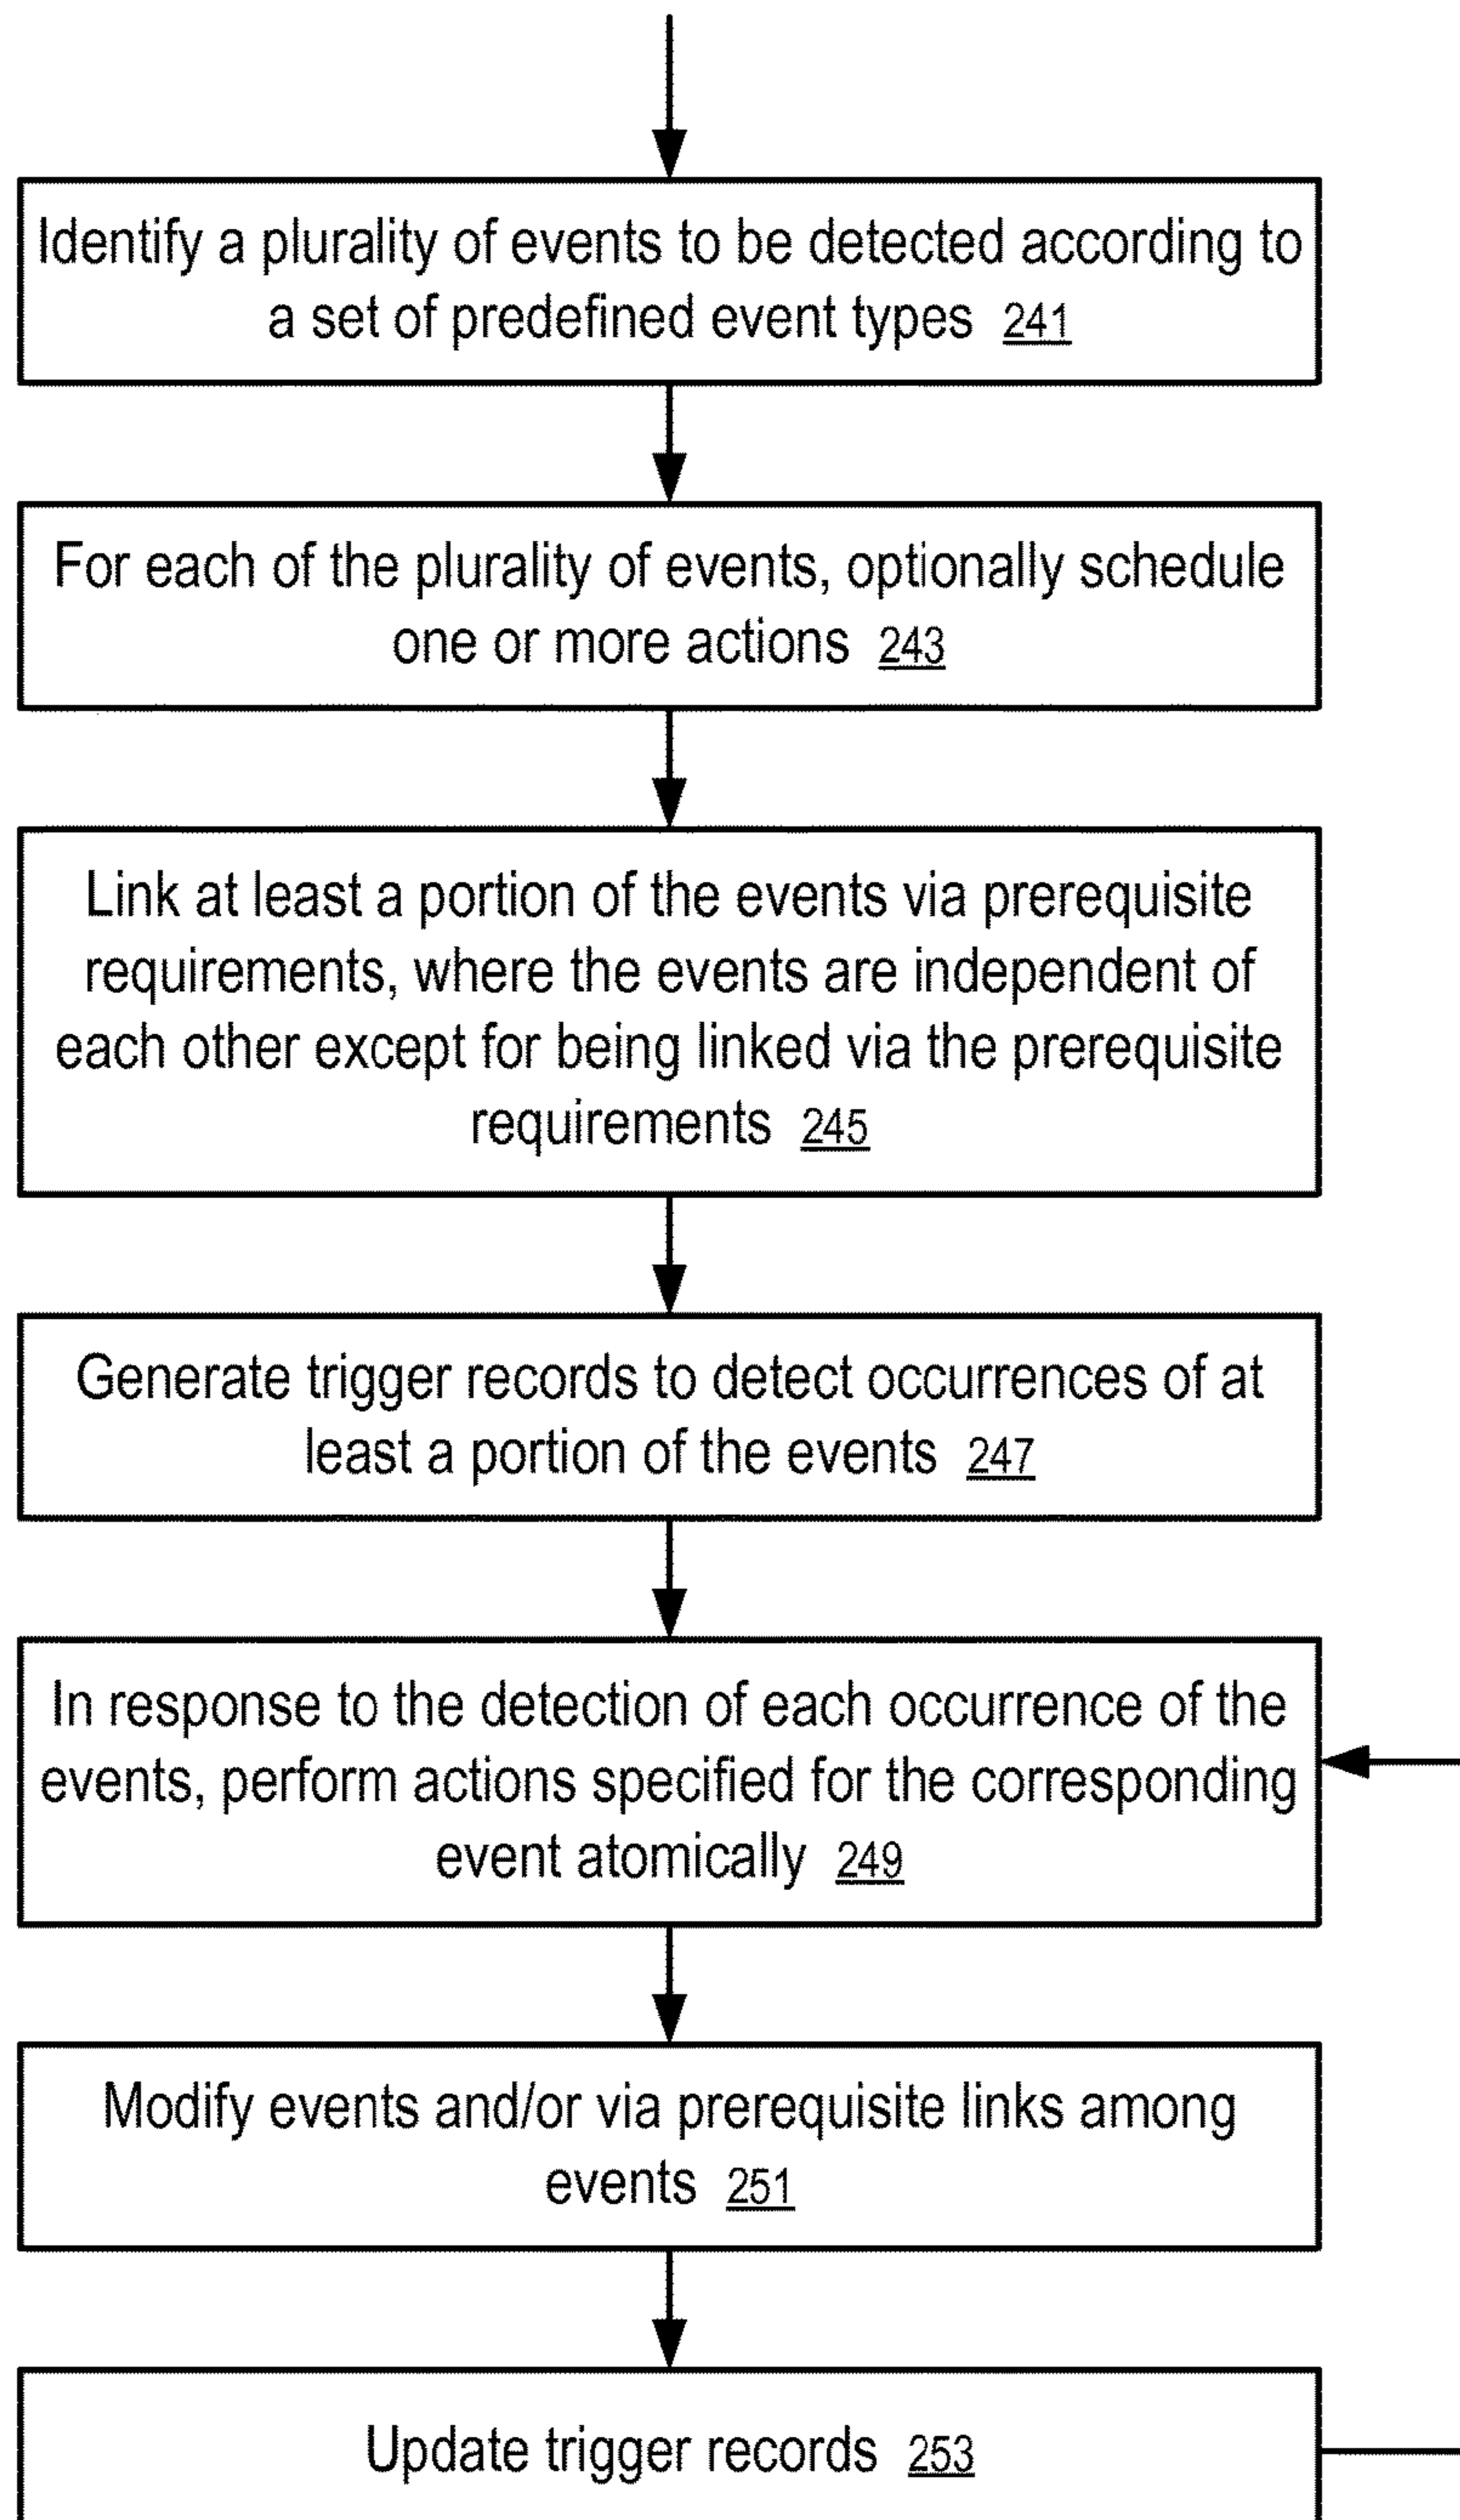 Identify a plurality of events to be detected according to
a set of predefined event types 241
For each of the plurality of events, optionally schedule
one or more actions 243
Link at least a portion of the events via prerequisite
requirements, where the events are independent of
each other except for being linked via the prerequisite
requirements 245
Generate trigger records to detect occurrences of at
least a portion of the events 247
In response to the detection of each occurrence of the
events, perform actions specified for the corresponding
event atomically 249
Modify events and/or via prerequisite links among
events 251
Update trigger records 253